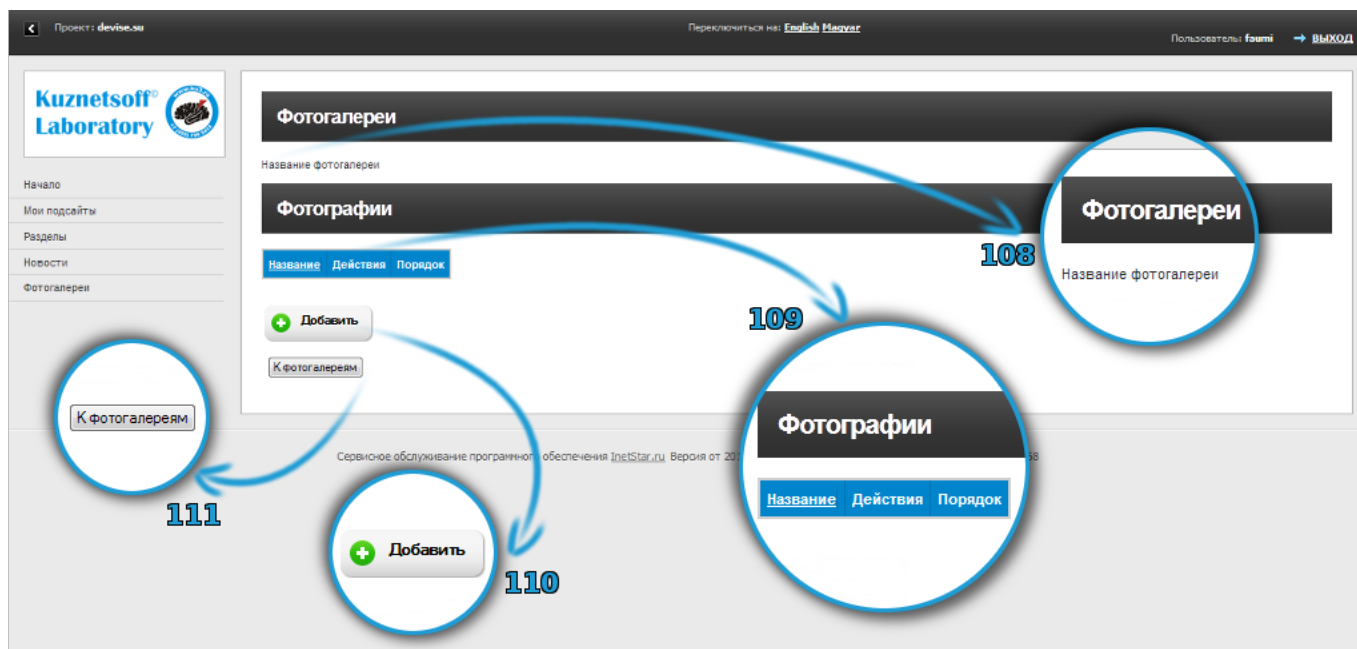 Проект: devise.su
Переключиться на: English Magyar
Пользователь: faumi ВЫХОД
Kuznetsoff©
Laboratory
Начало
Мои подсайты
Разделы
Новости
Фотогалереи
Фотогалереи
Название фотогалереи
Фотографии
Название Действия Порядок
Добавить
К фотогалереям
Фотогалереи
Название фотогалереи
108
109
Фотографии
Название Действия Порядок
К фотогалереям
111
Добавить
110
Сервисное обслуживание программного обеспечения InetStar.ru Версия от 58